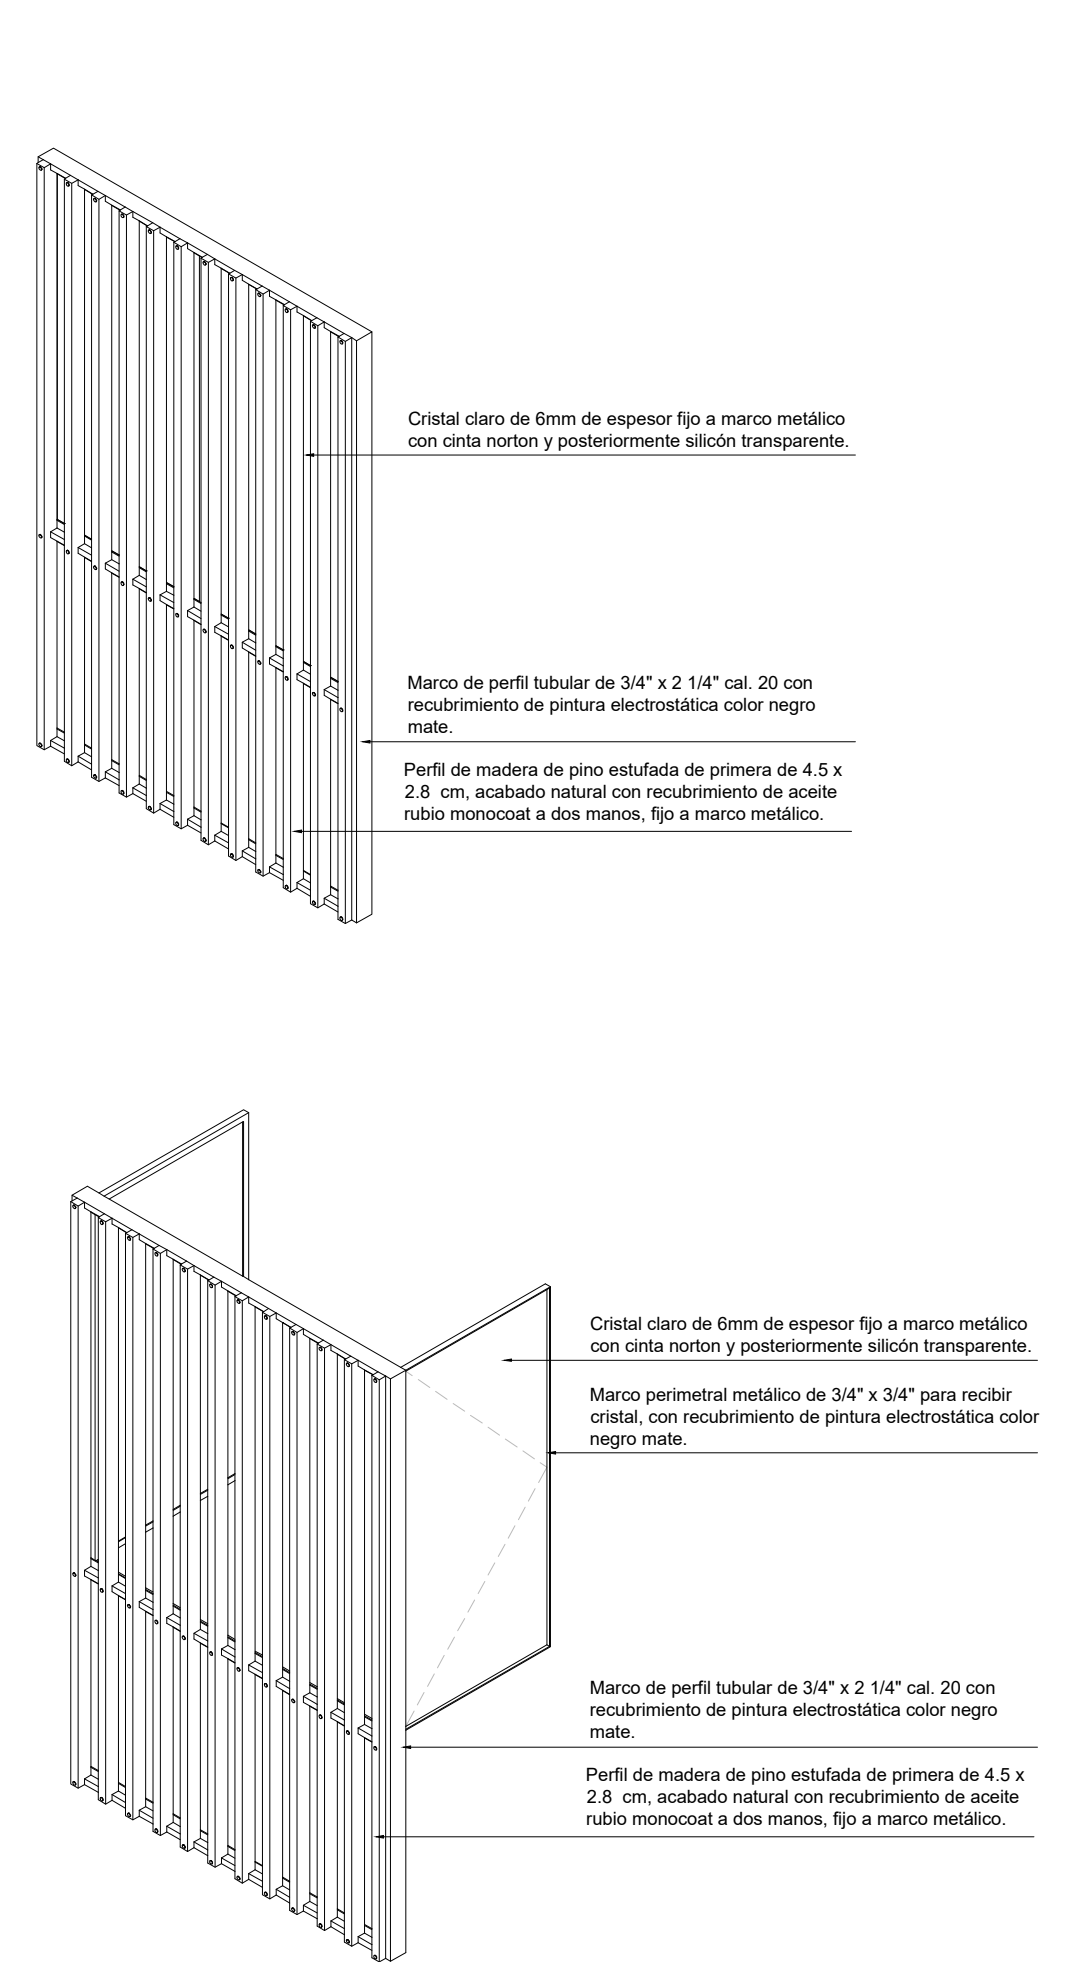 Cristal claro de 6mm de espesor fijo a marco metálico
con cinta norton y posteriormente silicón transparente.
Marco de perfil tubular de 3/4" x 2 1/4" cal. 20 con
recubrimiento de pintura electrostática color negro
mate.
Perfil de madera de pino estufada de primera de 4.5 x
2.8 cm, acabado natural con recubrimiento de aceite
rubio monocoat a dos manos, fijo a marco metálico.
Cristal claro de 6mm de espesor fijo a marco metálico
con cinta norton y posteriormente silicón transparente.
Marco perimetral metálico de 3/4" x 3/4" para recibir
cristal, con recubrimiento de pintura electrostática color
negro mate.
Marco de perfil tubular de 3/4" x 2 1/4" cal. 20 con
recubrimiento de pintura electrostática color negro
mate.
Perfil de madera de pino estufada de primera de 4.5 x
2.8 cm, acabado natural con recubrimiento de aceite
rubio monocoat a dos manos, fijo a marco metálico.